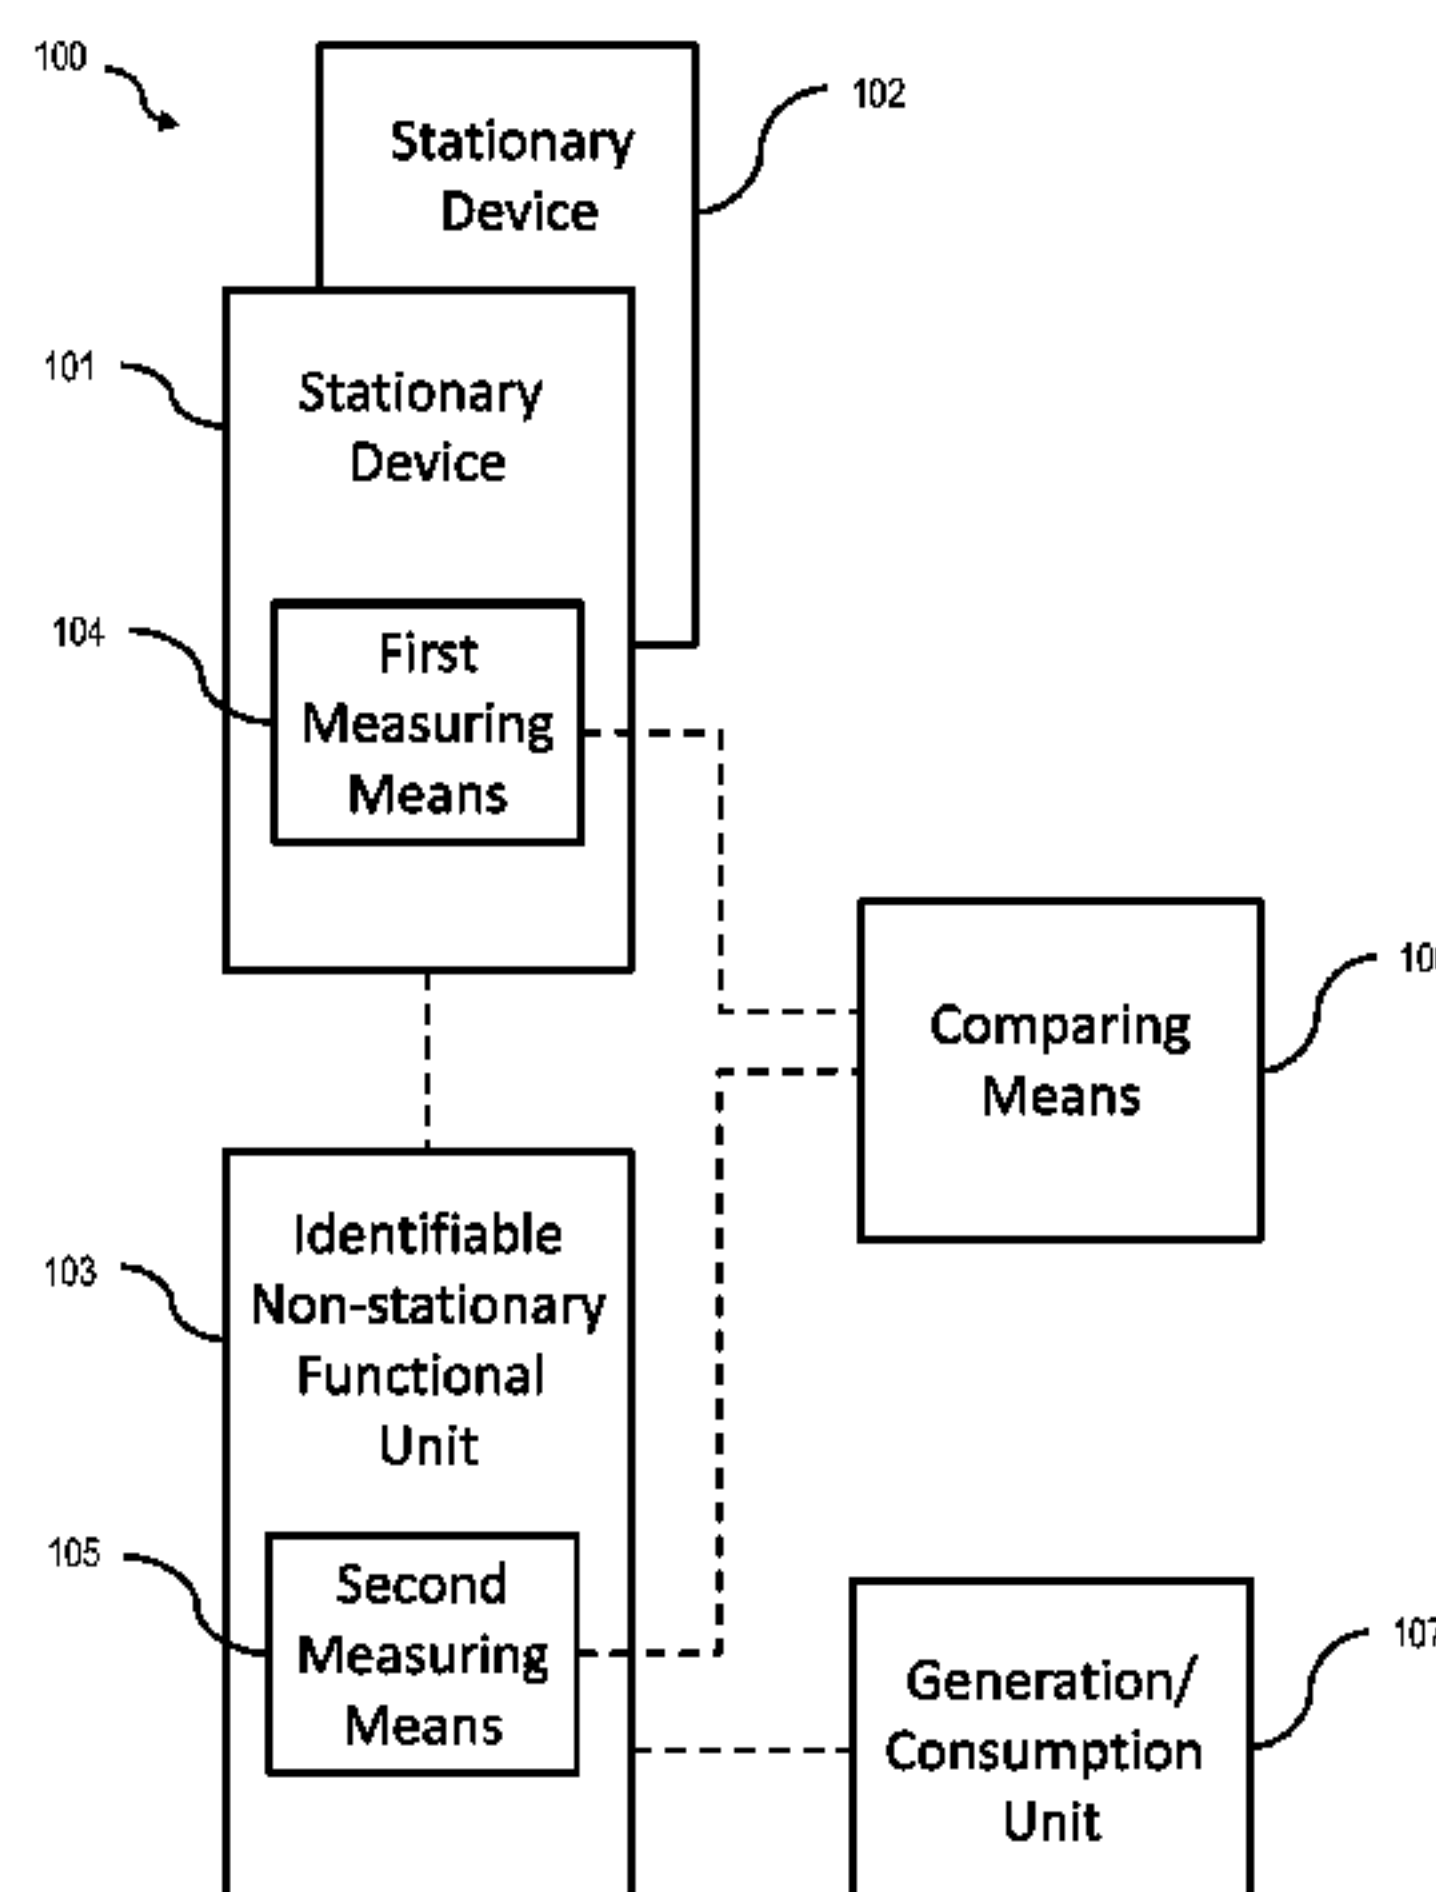 100
102
Stationary
Device
101
Stationary
Device
104
First
Measuring
Means
Comparing
Means
103
Identifiable
Non-stationary
Functional
Unit
105
Second
Measuring
Means
107
Generation/
Consumption
Unit